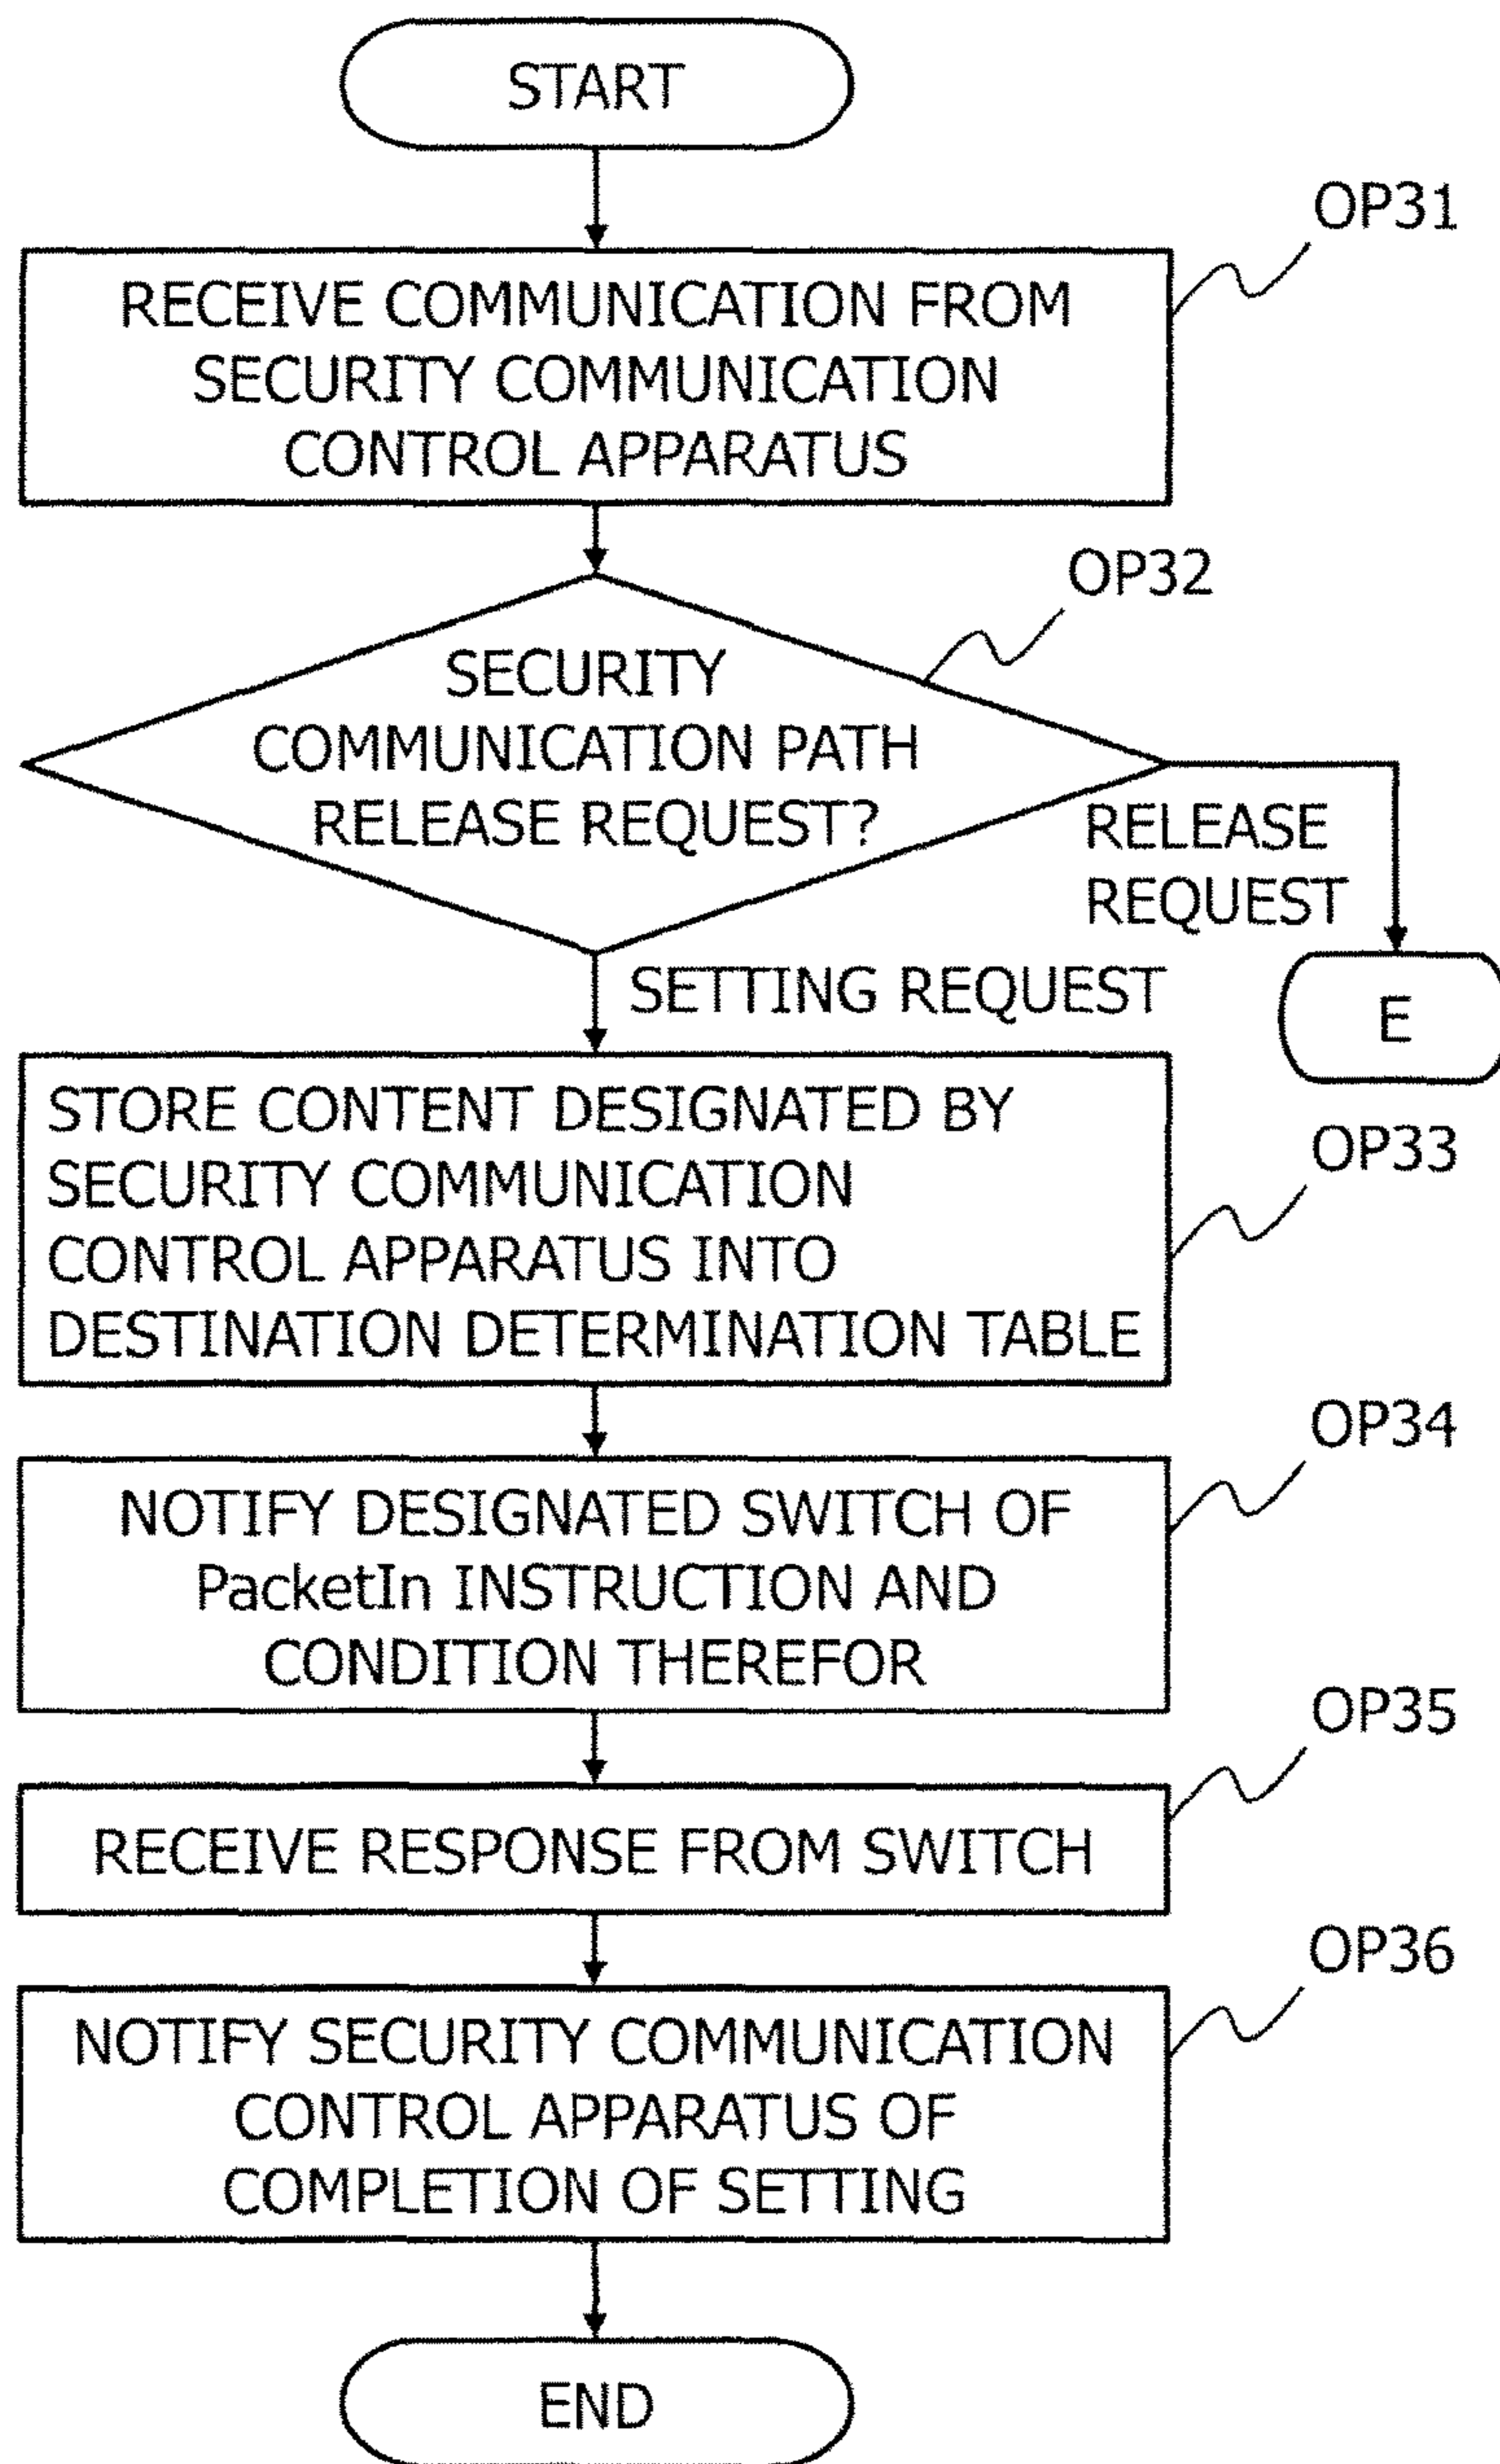 START
OP31
RECEIVE COMMUNICATION FROM
SECURITY COMMUNICATION
CONTROL APPARATUS
OP32
SECURITY
COMMUNICATION PATH
RELEASE REQUEST?
RELEASE
REQUEST
SETTING REQUEST
E
STORE CONTENT DESIGNATED BY
SECURITY COMMUNICATION
CONTROL APPARATUS INTO
DESTINATION DETERMINATION TABLE
OP33
OP34
NOTIFY DESIGNATED SWITCH OF
PacketIn INSTRUCTION AND
CONDITION THEREFOR
OP35
RECEIVE RESPONSE FROM SWITCH
OP36
NOTIFY SECURITY COMMUNICATION
CONTROL APPARATUS OF
COMPLETION OF SETTING
END